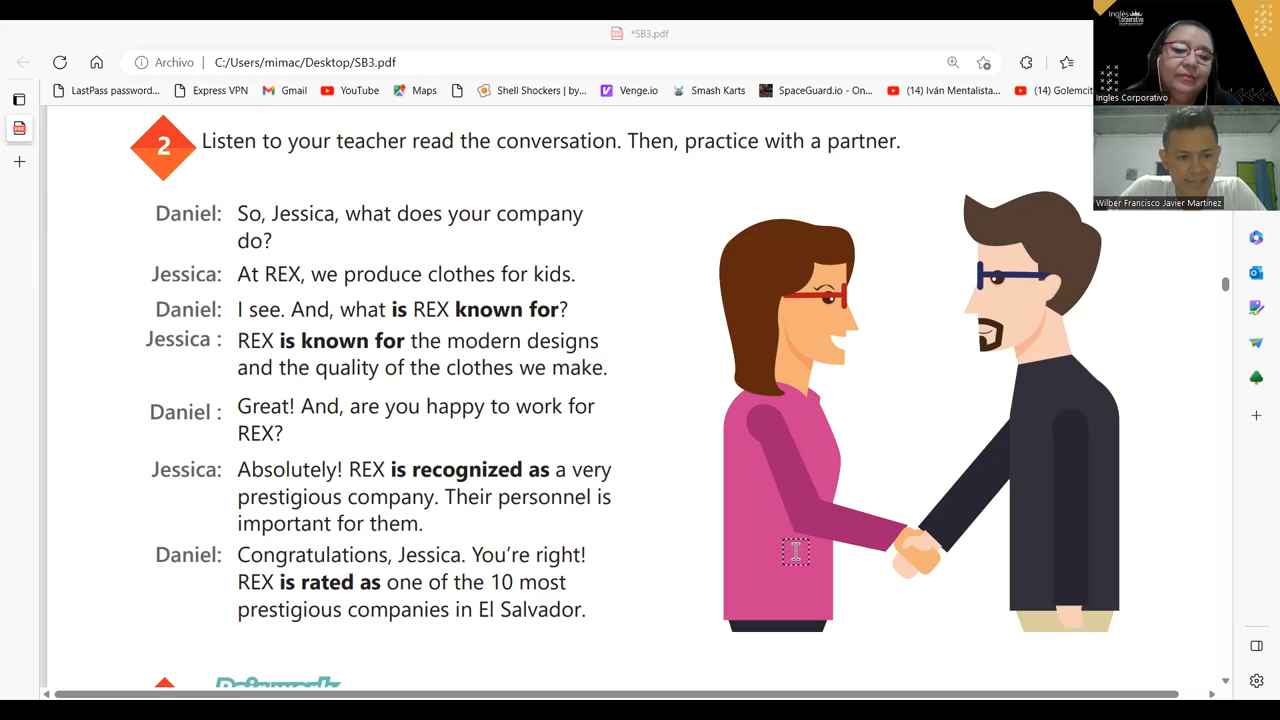 *SB3.pdf
Archivo
C:/Users/mimac/Desktop/SB3.pdf
LastPass password...
Express VPN
Gmail
YouTube
Maps
Shell Shockers | by...
Venge.io
Smash Karts
SpaceGuard.io - On...
(14) Iván Mentalista...
(14) Golemcit
Inglés
Corporativo
Ingles Corporativo
Wilber Francisco Javier Martínez
2
Listen to your teacher read the conversation. Then, practice with a partner.
Daniel: So, Jessica, what does your company
do?
Jessica: At REX, we produce clothes for kids.
Daniel: I see. And, what is REX known for?
Jessica : REX is known for the modern designs
and the quality of the clothes we make.
Daniel : Great! And, are you happy to work for
REX?
Jessica: Absolutely! REX is recognized as a very
prestigious company. Their personnel is
important for them.
Daniel: Congratulations, Jessica. You’re right!
REX is rated as one of the 10 most
prestigious companies in El Salvador.
Pairwork